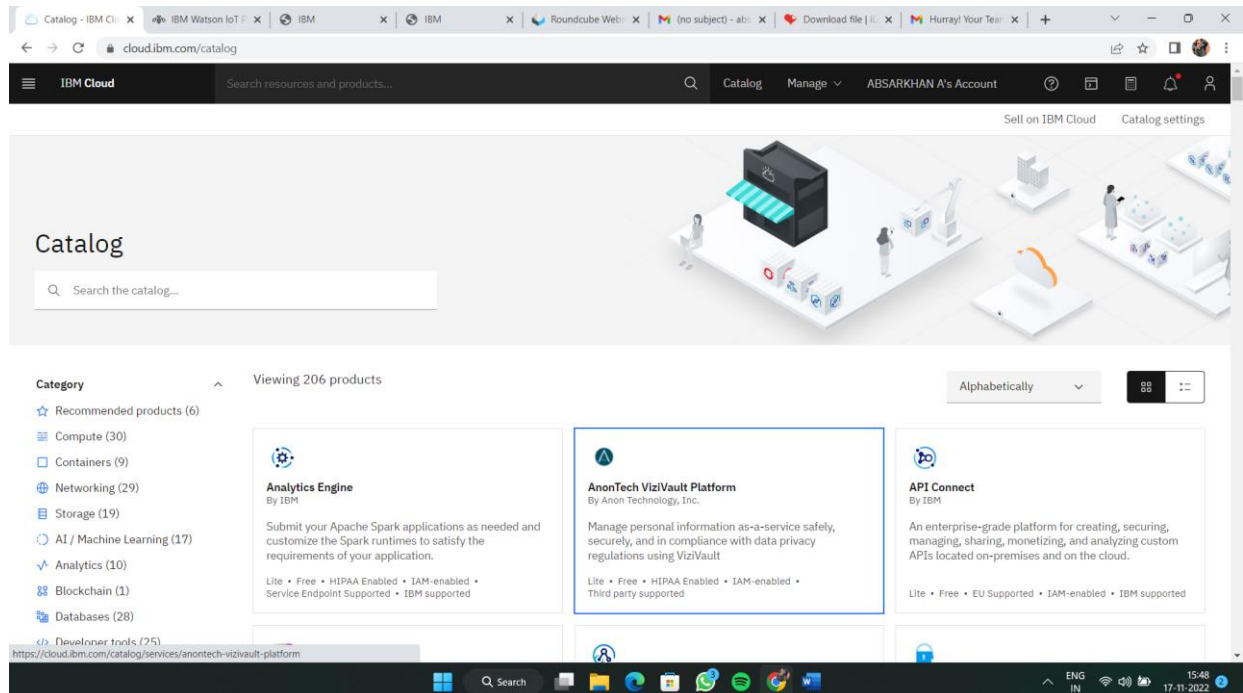 Catalog - IBM Clo
IBM Watson IoT P
IBM
IBM
Roundcube Webm
(no subject) - abs
Download file | iL
Hurray! Your Tean
cloud.ibm.com/catalog
IBM Cloud
Search resources and products...
Catalog
Manage
ABSARKHAN A's Account
Sell on IBM Cloud
Catalog settings
Catalog
Search the catalog...
Category
Recommended products (6)
Compute (30)
Containers (9)
Networking (29)
Storage (19)
AI / Machine Learning (17)
Analytics (10)
Blockchain (1)
Databases (28)
Developer tools (25)
Viewing 206 products
Alphabetically
Analytics Engine
By IBM
Submit your Apache Spark applications as needed and
customize the Spark runtimes to satisfy the
requirements of your application.
Lite • Free • HIPAA Enabled • IAM-enabled •
Service Endpoint Supported • IBM supported
AnonTech ViziVault Platform
By Anon Technology, Inc.
Manage personal information as-a-service safely,
securely, and in compliance with data privacy
regulations using ViziVault
Lite • Free • HIPAA Enabled • IAM-enabled •
Third party supported
API Connect
By IBM
An enterprise-grade platform for creating, securing,
managing, sharing, monetizing, and analyzing custom
APIs located on-premises and on the cloud.
Lite • Free • EU Supported • IAM-enabled • IBM supported
https://cloud.ibm.com/catalog/services/anontech-vizivault-platform
Search
ENG
IN
15:48
17-11-2022
2